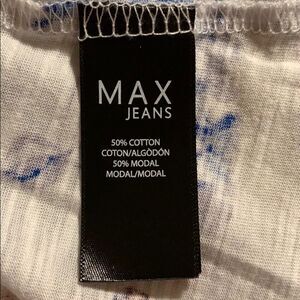 MAX
JEANS
50% COTTON
COTON/ALGODÓN
50% MODAL
MODAL/MODAL